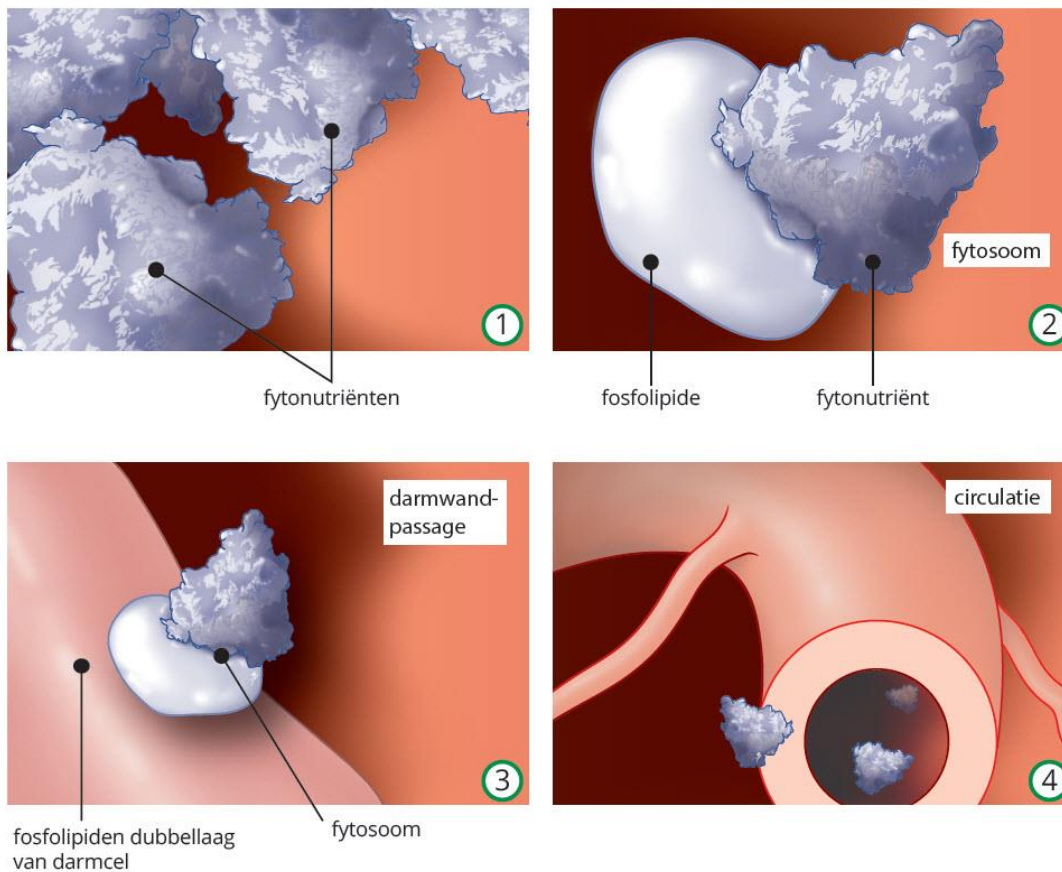 1
fytonutriënten
fytosoom
2
fosfolipide
fytonutriënt
darmwand-
passage
3
fosfolipiden dubbellaag
van darmcel
fytosoom
circulatie
4